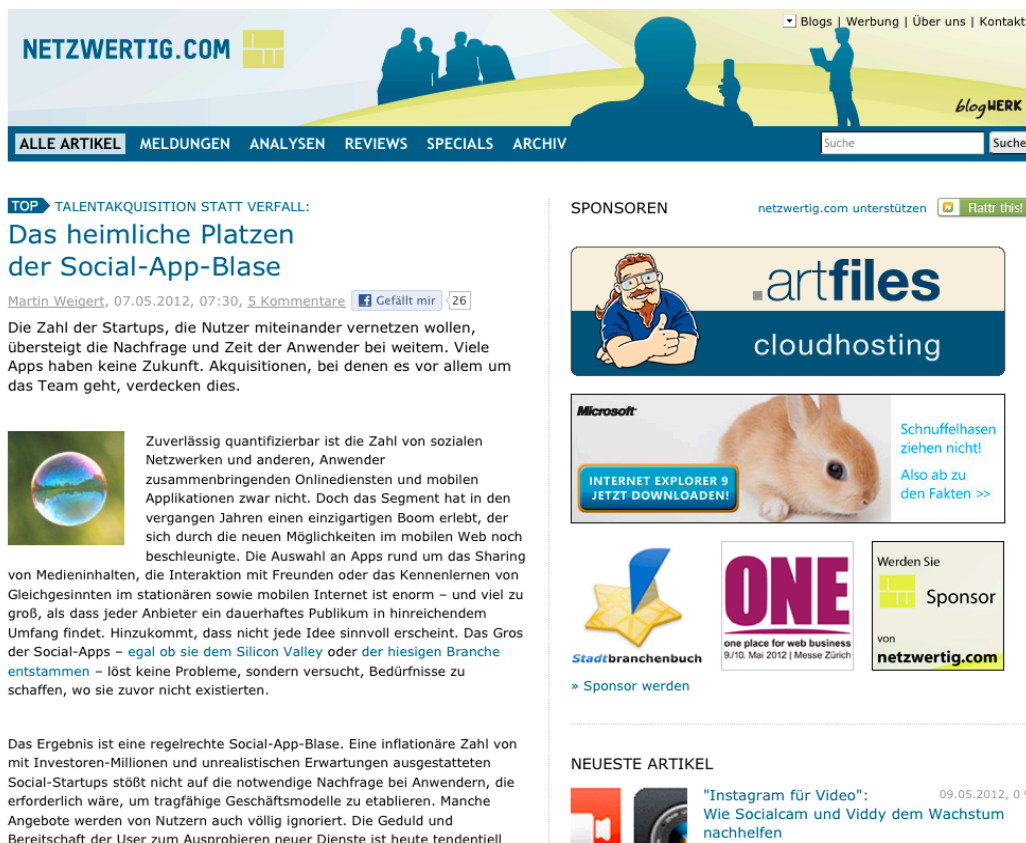 Blogs | Werbung | Über uns | Kontakt
NETZWERTIG.COM
blogWERK
ALLE ARTIKEL MELDUNGEN ANALYSEN REVIEWS SPECIALS ARCHIV
Suche Suche
TOP TALENTAKQUISITION STATT VERFALL:
Das heimliche Platzen
der Social-App-Blase
Martin Weigert, 07.05.2012, 07:30, 5 Kommentare Gefällt mir 26
Die Zahl der Startups, die Nutzer miteinander vernetzen wollen,
übersteigt die Nachfrage und Zeit der Anwender bei weitem. Viele
Apps haben keine Zukunft. Akquisitionen, bei denen es vor allem um
das Team geht, verdecken dies.
Zuverlässig quantifizierbar ist die Zahl von sozialen
Netzwerken und anderen, Anwender
zusammenbringenden Onlinediensten und mobilen
Applikationen zwar nicht. Doch das Segment hat in den
vergangen Jahren einen einzigartigen Boom erlebt, der
sich durch die neuen Möglichkeiten im mobilen Web noch
beschleunigte. Die Auswahl an Apps rund um das Sharing
von Medieninhalten, die Interaktion mit Freunden oder das Kennenlernen von
Gleichgesinnten im stationären sowie mobilen Internet ist enorm – und viel zu
groß, als dass jeder Anbieter ein dauerhaftes Publikum in hinreichendem
Umfang findet. Hinzukommt, dass nicht jede Idee sinnvoll erscheint. Das Gros
der Social-Apps – egal ob sie dem Silicon Valley oder der hiesigen Branche
entstammen – löst keine Probleme, sondern versucht, Bedürfnisse zu
schaffen, wo sie zuvor nicht existierten.
Das Ergebnis ist eine regelrechte Social-App-Blase. Eine inflationäre Zahl von
mit Investoren-Millionen und unrealistischen Erwartungen ausgestatteten
Social-Startups stößt nicht auf die notwendige Nachfrage bei Anwendern, die
erforderlich wäre, um tragfähige Geschäftsmodelle zu etablieren. Manche
Angebote werden von Nutzern auch völlig ignoriert. Die Geduld und
Bereitschaft der User zum Ausprobieren neuer Dienste ist heute tendentiell
SPONSOREN netzwertig.com unterstützen Flattr this!
.artfiles
cloudhosting
Microsoft
INTERNET EXPLORER 9
JETZT DOWNLOADEN!
Schnuffelhasen
ziehen nicht!
Also ab zu
den Fakten >>
Stadtbranchenbuch
ONE
one place for web business
9./10. Mai 2012 | Messe Zürich
Werden Sie
Sponsor
von
netzwertig.com
» Sponsor werden
NEUESTE ARTIKEL
"Instagram für Video": 09.05.2012, 0
Wie Socialcam und Viddy dem Wachstum
nachhelfen